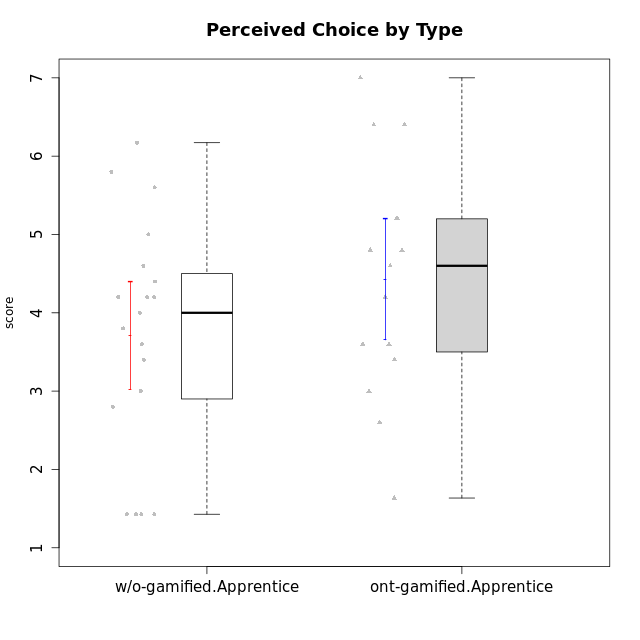 Perceived Choice by Type
7
6
5
4
3
2
1
score
w/o-gamified.Apprentice
ont-gamified.Apprentice